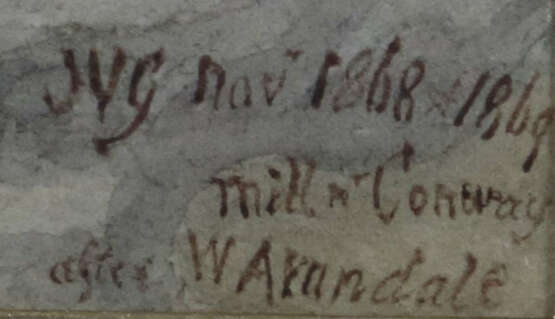 JVG Nov 1868 & 1869
mill nr Conway
after W Arundale